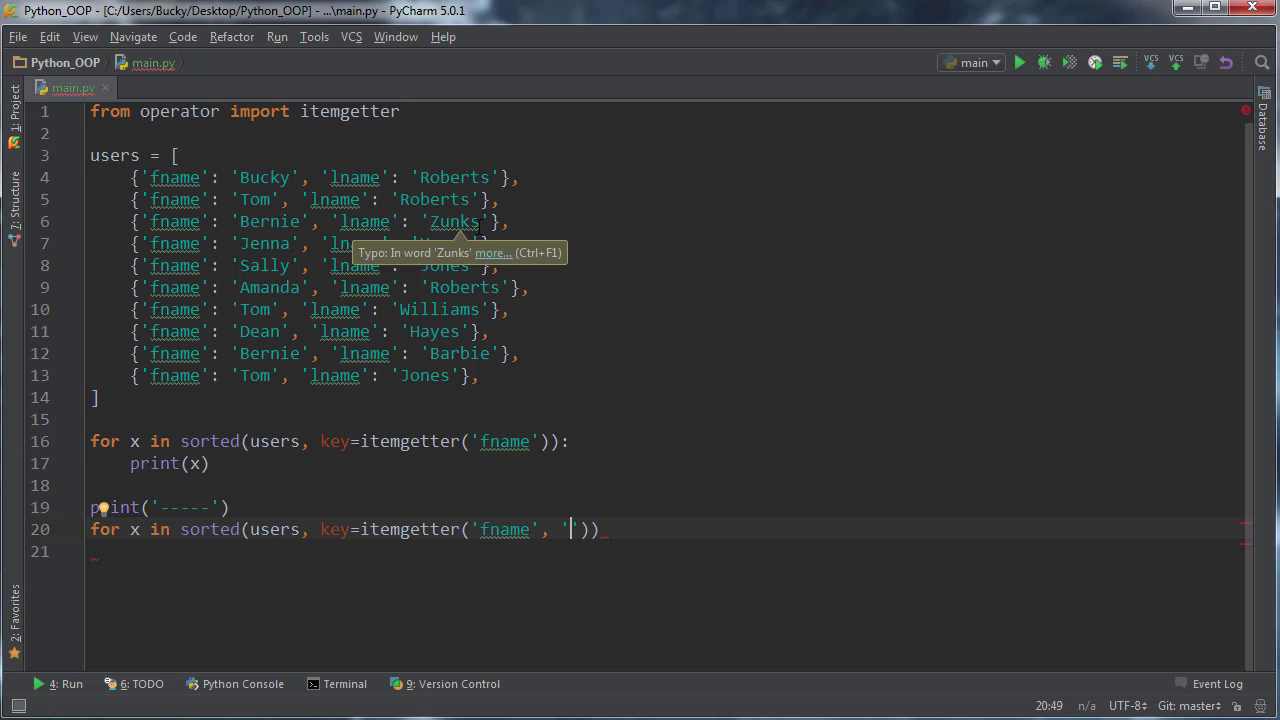 Python_OOP - [C:/Users/Bucky/Desktop/Python_OOP] - ...\main.py - PyCharm 5.0.1
File Edit View Navigate Code Refactor Run Tools VCS Window Help
Python_OOP main.py main VCS VCS
main.py
1: Project
7: Structure
2: Favorites
Database
1 from operator import itemgetter
2
3 users = [
4 {'fname': 'Bucky', 'lname': 'Roberts'},
5 {'fname': 'Tom', 'lname': 'Roberts'},
6 {'fname': 'Bernie', 'lname': 'Zunks'},
7 {'fname': 'Jenna',
Typo: In word 'Zunks' more... (Ctrl+F1)
8 {'fname': 'Sally', 'lname': 'Jones'},
9 {'fname': 'Amanda', 'lname': 'Roberts'},
10 {'fname': 'Tom', 'lname': 'Williams'},
11 {'fname': 'Dean', 'lname': 'Hayes'},
12 {'fname': 'Bernie', 'lname': 'Barbie'},
13 {'fname': 'Tom', 'lname': 'Jones'},
14 ]
15
16 for x in sorted(users, key=itemgetter('fname')):
17 print(x)
18
19 print('-----')
20 for x in sorted(users, key=itemgetter('fname', ''))
21
4: Run 6: TODO Python Console Terminal 9: Version Control Event Log
20:49 n/a UTF-8 Git: master